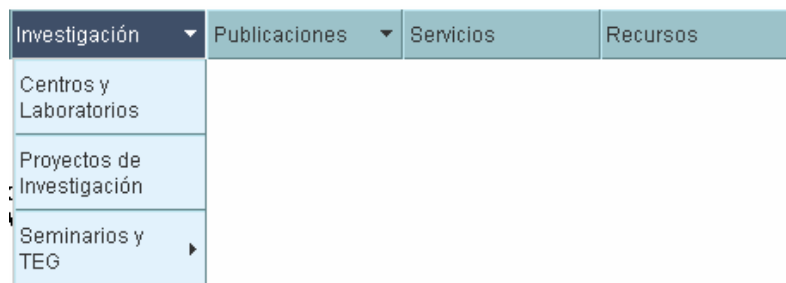 Investigación Publicaciones Servicios Recursos
Centros y
Laboratorios
Proyectos de
Investigación
Seminarios y
TEG